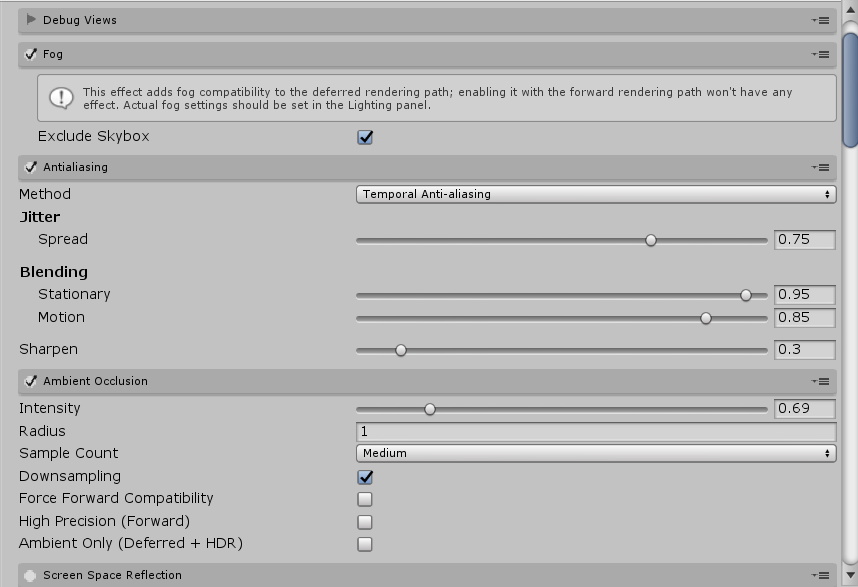 Debug Views
Fog
This effect adds fog compatibility to the deferred rendering path; enabling it with the forward rendering path won't have any
effect. Actual fog settings should be set in the Lighting panel.
Exclude Skybox
Antialiasing
Method Temporal Anti-aliasing
Jitter
Spread 0.75
Blending
Stationary 0.95
Motion 0.85
Sharpen 0.3
Ambient Occlusion
Intensity 0.69
Radius 1
Sample Count Medium
Downsampling
Force Forward Compatibility
High Precision (Forward)
Ambient Only (Deferred + HDR)
Screen Space Reflection